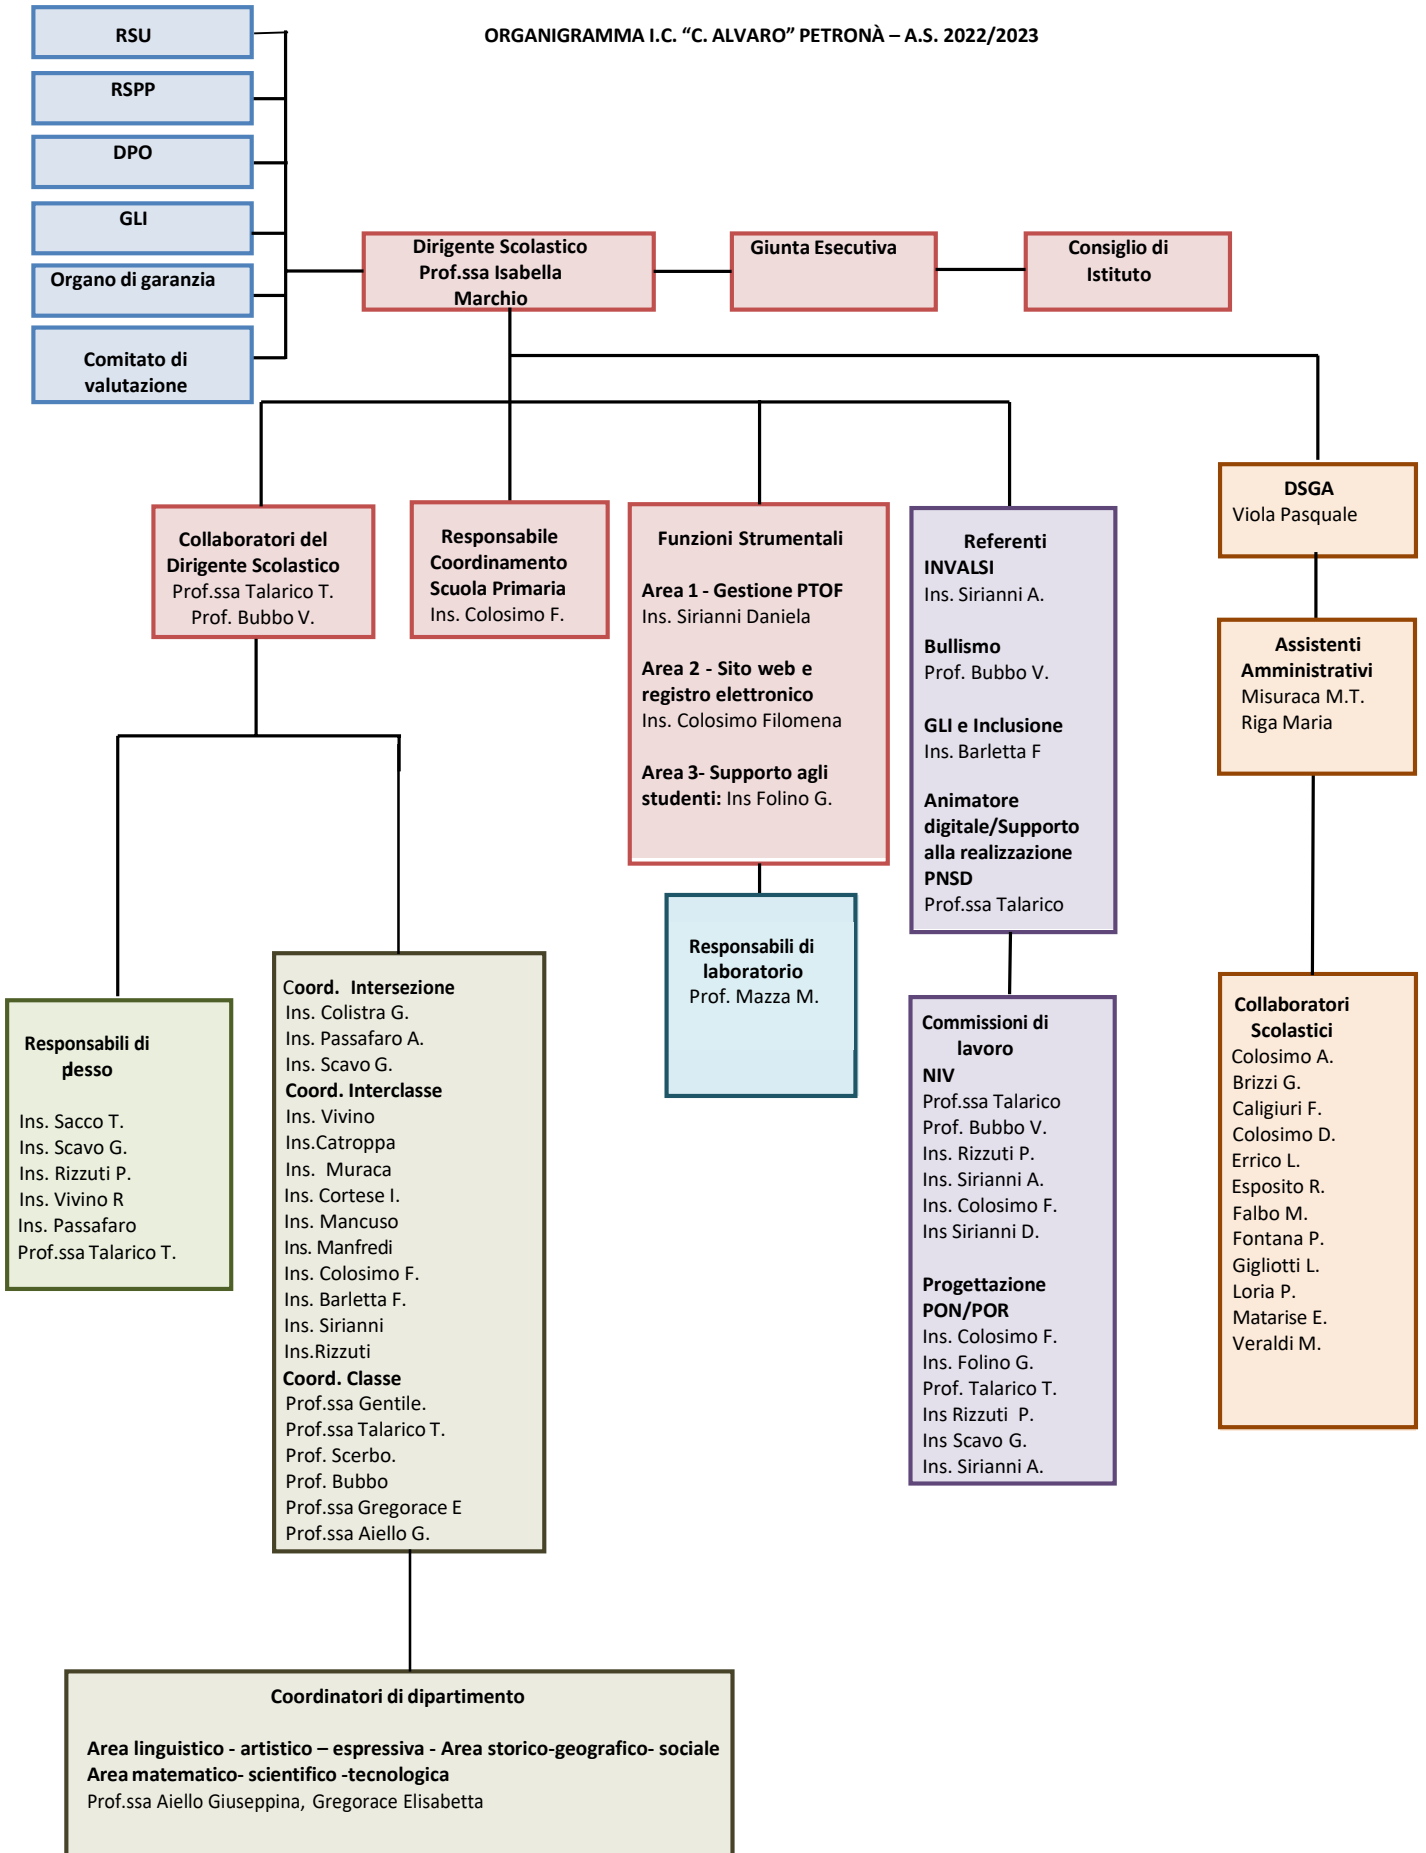 ORGANIGRAMMA I.C. “C. ALVARO” PETRONÀ – A.S. 2022/2023
RSU
RSPP
DPO
GLI
Organo di garanzia
Comitato di
valutazione
Dirigente Scolastico
Prof.ssa Isabella
Marchio
Giunta Esecutiva
Consiglio di
Istituto
Collaboratori del
Dirigente Scolastico
Prof.ssa Talarico T.
Prof. Bubbo V.
Responsabile
Coordinamento
Scuola Primaria
Ins. Colosimo F.
Funzioni Strumentali
Area 1 - Gestione PTOF
Ins. Sirianni Daniela
Area 2 - Sito web e
registro elettronico
Ins. Colosimo Filomena
Area 3- Supporto agli
studenti: Ins Folino G.
Referenti
INVALSI
Ins. Sirianni A.
Bullismo
Prof. Bubbo V.
GLI e Inclusione
Ins. Barletta F
Animatore
digitale/Supporto
alla realizzazione
PNSD
Prof.ssa Talarico
DSGA
Viola Pasquale
Assistenti
Amministrativi
Misuraca M.T.
Riga Maria
Responsabili di
plesso
Ins. Sacco T.
Ins. Scavo G.
Ins. Rizzuti P.
Ins. Vivino R
Ins. Passafaro
Prof.ssa Talarico T.
Coord. Intersezione
Ins. Colistra G.
Ins. Passafaro A.
Ins. Scavo G.
Coord. Interclasse
Ins. Vivino
Ins.Catroppa
Ins. Muraca
Ins. Cortese I.
Ins. Mancuso
Ins. Manfredi
Ins. Colosimo F.
Ins. Barletta F.
Ins. Sirianni
Ins.Rizzuti
Coord. Classe
Prof.ssa Gentile.
Prof.ssa Talarico T.
Prof. Scerbo.
Prof. Bubbo
Prof.ssa Gregorace E
Prof.ssa Aiello G.
Responsabili di
laboratorio
Prof. Mazza M.
Commissioni di
lavoro
NIV
Prof.ssa Talarico
Prof. Bubbo V.
Ins. Rizzuti P.
Ins. Sirianni A.
Ins. Colosimo F.
Ins Sirianni D.
Progettazione
PON/POR
Ins. Colosimo F.
Ins. Folino G.
Prof. Talarico T.
Ins Rizzuti P.
Ins Scavo G.
Ins. Sirianni A.
Collaboratori
Scolastici
Colosimo A.
Brizzi G.
Caligiuri F.
Colosimo D.
Errico L.
Esposito R.
Falbo M.
Fontana P.
Gigliotti L.
Loria P.
Matarise E.
Veraldi M.
Coordinatori di dipartimento
Area linguistico - artistico – espressiva - Area storico-geografico- sociale
Area matematico- scientifico -tecnologica
Prof.ssa Aiello Giuseppina, Gregorace Elisabetta